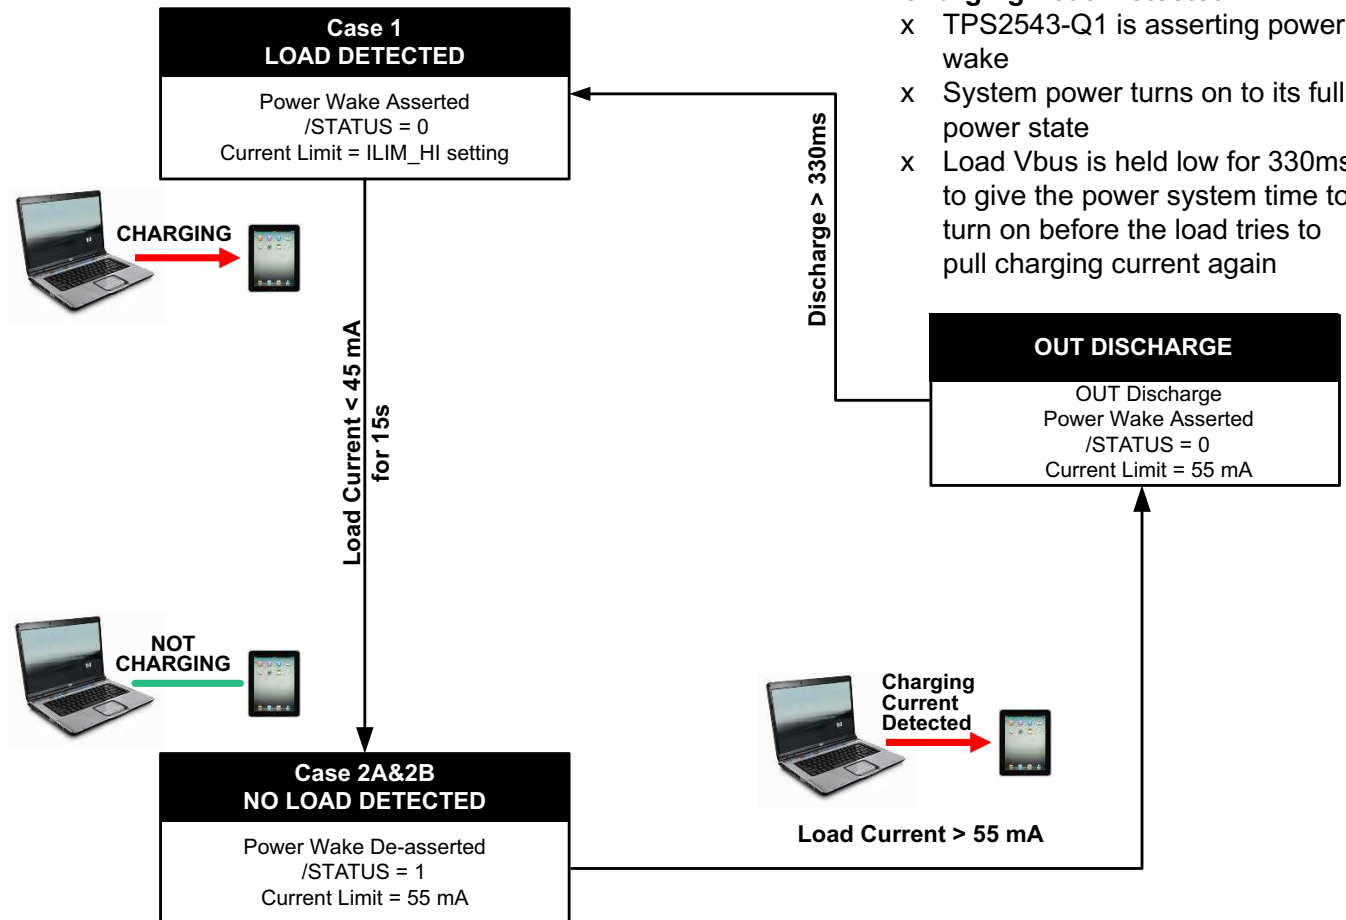 x TPS2543-Q1 is asserting power
wake
x System power turns on to its full
power state
x Load Vbus is held low for 330ms
to give the power system time to
turn on before the load tries to
pull charging current again
Case 1
LOAD DETECTED
Power Wake Asserted
/STATUS = 0
Current Limit = ILIM_HI setting
CHARGING
Load Current < 45 mA
for 15s
Discharge > 330ms
OUT DISCHARGE
OUT Discharge
Power Wake Asserted
/STATUS = 0
Current Limit = 55 mA
NOT
CHARGING
Charging
Current
Detected
Load Current > 55 mA
Case 2A&2B
NO LOAD DETECTED
Power Wake De-asserted
/STATUS = 1
Current Limit = 55 mA